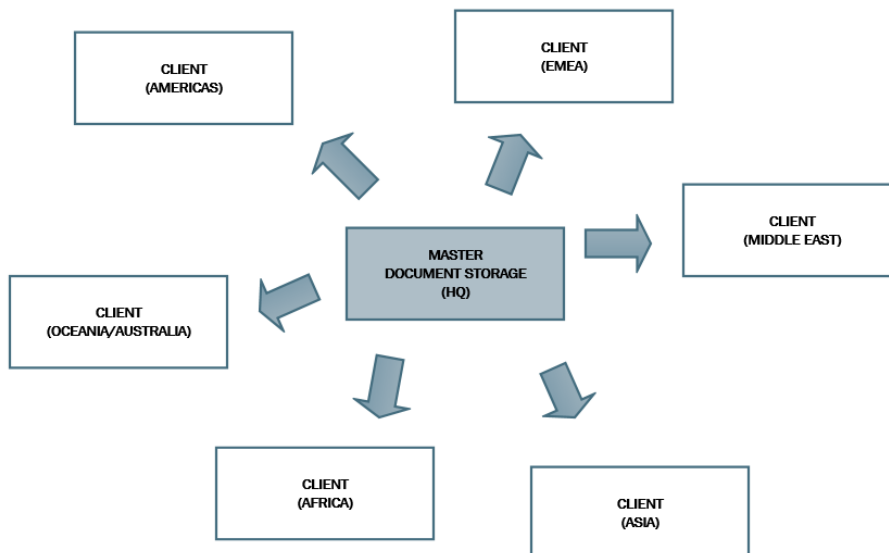 CLIENT
(AMERICAS)
CLIENT
(EMEA)
CLIENT
(MIDDLE EAST)
MASTER
DOCUMENT STORAGE
(HQ)
CLIENT
(OCEANIA/AUSTRALIA)
CLIENT
(AFRICA)
CLIENT
(ASIA)